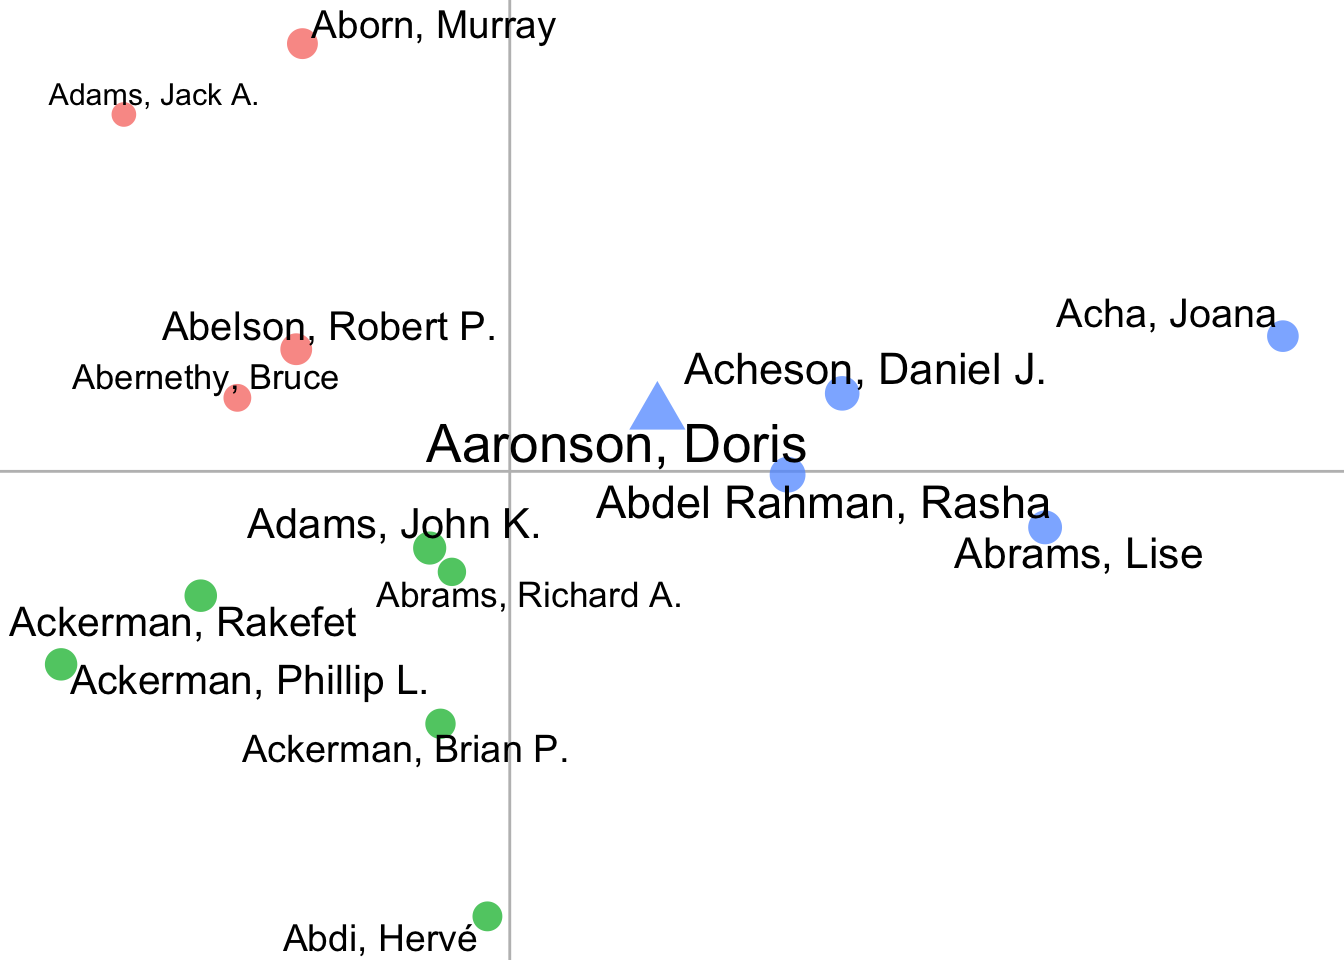 Aborn, Murray
Adams, Jack A.
Acha, Joana
Abelson, Robert P.
Acheson, Daniel J.
Abernethy, Bruce
Aaronson, Doris
Abdel Rahman, Rasha
Adams, John K.
Abrams, Lise
Abrams, Richard A.
Ackerman, Rakefet
Ackerman, Phillip L.
Ackerman, Brian P.
Abdi, Hervé